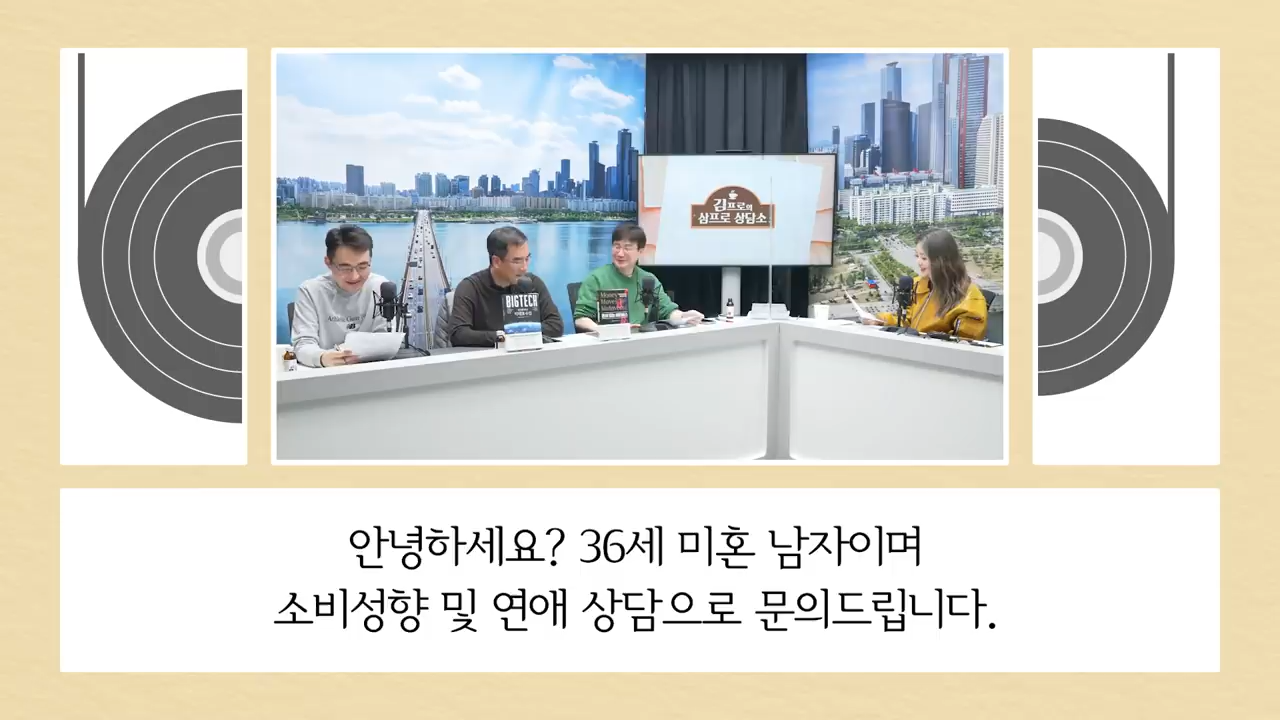 김프로의
삼프로 상담소
BIGTECH
Money
Moves
안녕하세요? 36세 미혼 남자이며
소비성향 및 연애 상담으로 문의드립니다.